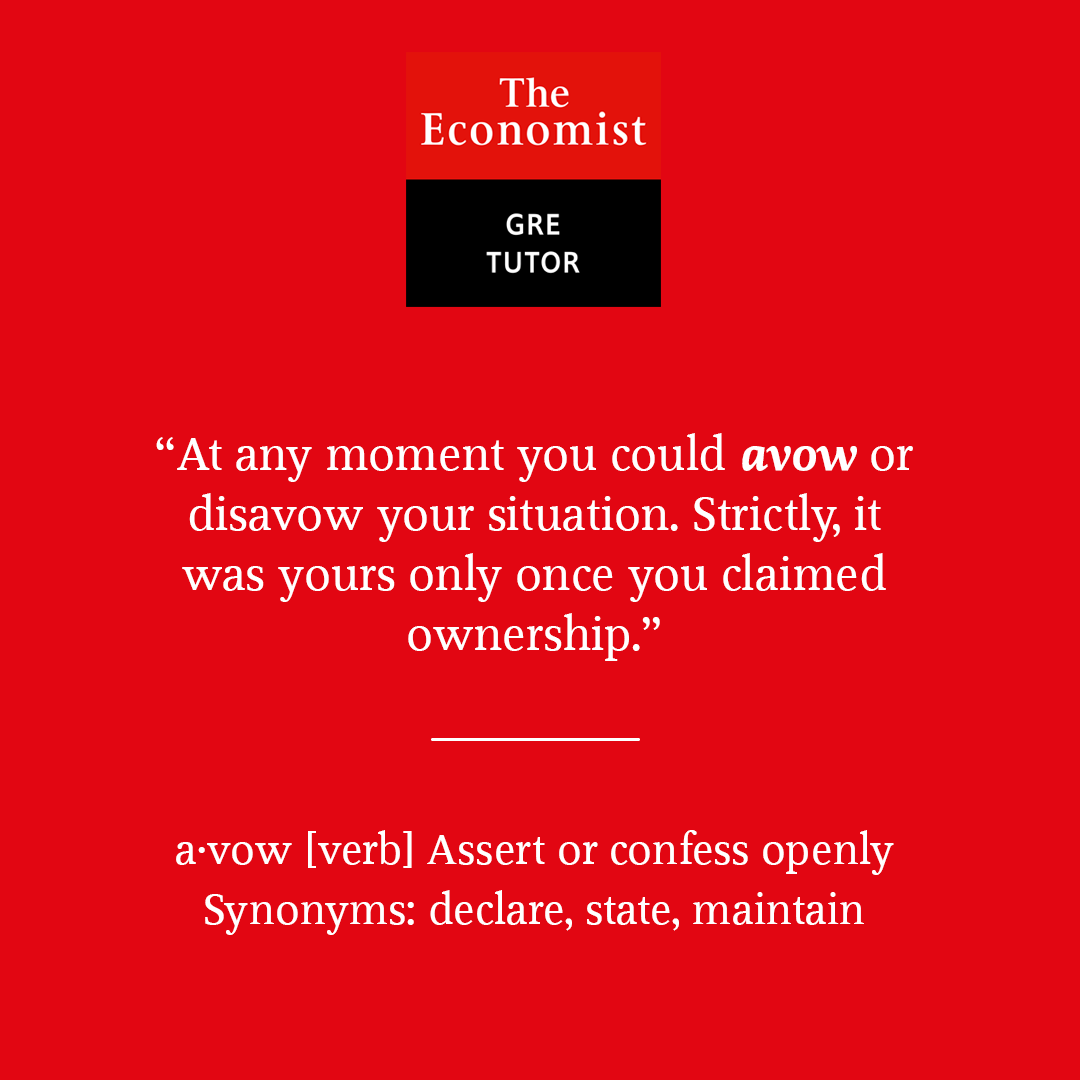 The
Economist
GRE
TUTOR
“At any moment you could avow or
disavow your situation. Strictly, it
was yours only once you claimed
ownership.”
a·vow [verb] Assert or confess openly
Synonyms: declare, state, maintain